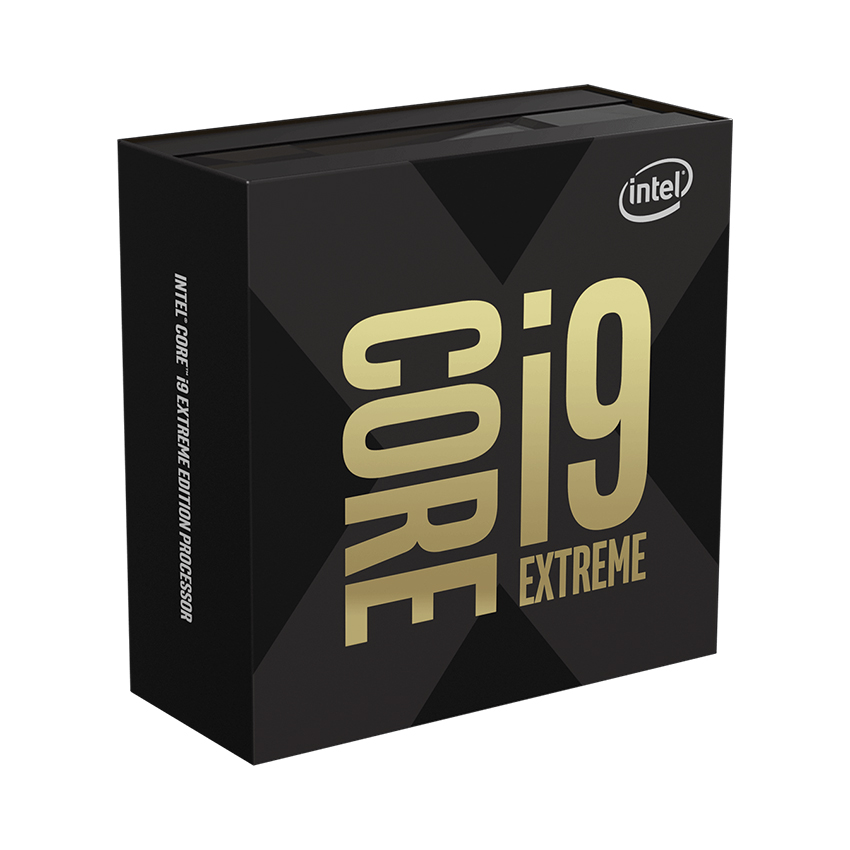 INTEL® CORE™ i9 EXTREME EDITION PROCESSOR
intel®
CORE
i9
EXTREME